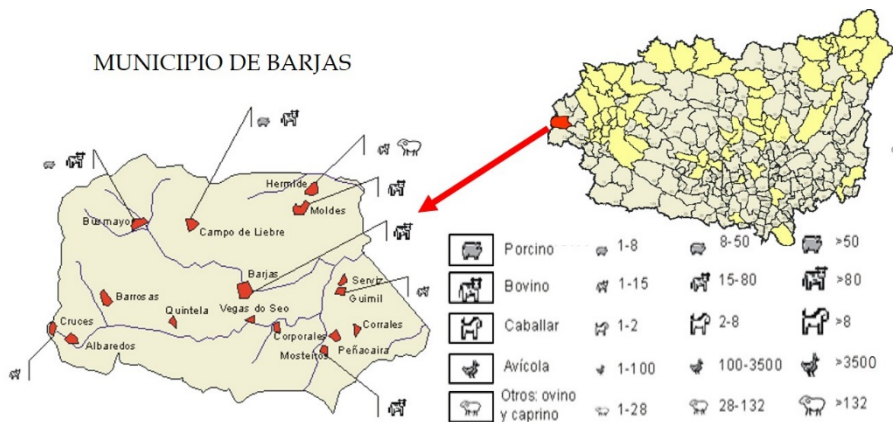 MUNICIPIO DE BARJAS
Hermide
Moldes
Busmayor
Campo de Liebre
Barjas
Serviz
Guimil
Barrosas
Quintela
Vegas do Seo
Cruces
Albaredos
Corporales
Corrales
Peñacaira
Mosteiros
Porcino 1-8 8-50 >50
Bovino 1-15 15-80 >80
Caballar 1-2 2-8 >8
Avícola 1-100 100-3500 >3500
Otros: ovino
y caprino 1-28 28-132 >132